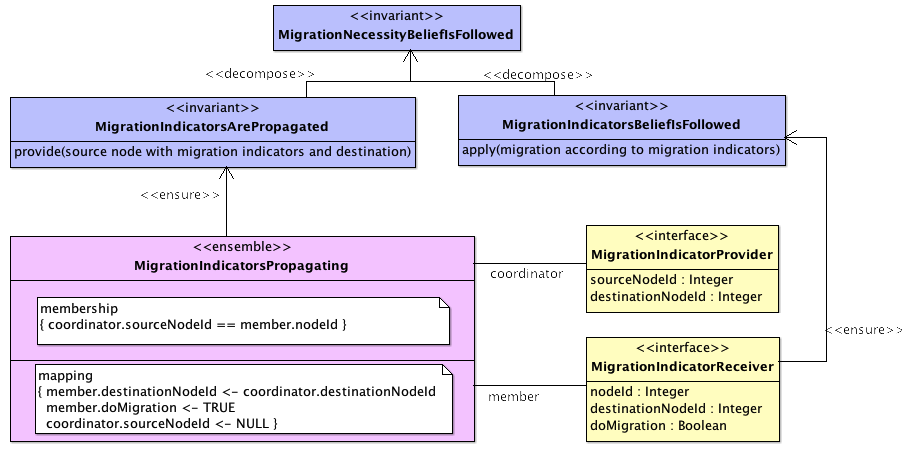 <<invariant>>
MigrationNecessityBeliefIsFollowed
<<decompose>>
<<decompose>>
<<invariant>>
MigrationIndicatorsArePropagated
provide(source node with migration indicators and destination)
<<invariant>>
MigrationIndicatorsBeliefIsFollowed
apply(migration according to migration indicators)
<<ensure>>
<<ensemble>>
MigrationIndicatorsPropagating
membership
{ coordinator.sourceNodeId == member.nodeId }
mapping
{ member.destinationNodeId <- coordinator.destinationNodeId
member.doMigration <- TRUE
coordinator.sourceNodeId <- NULL }
coordinator
<<interface>>
MigrationIndicatorProvider
sourceNodeId : Integer
destinationNodeId : Integer
<<ensure>>
member
<<interface>>
MigrationIndicatorReceiver
nodeId : Integer
destinationNodeId : Integer
doMigration : Boolean